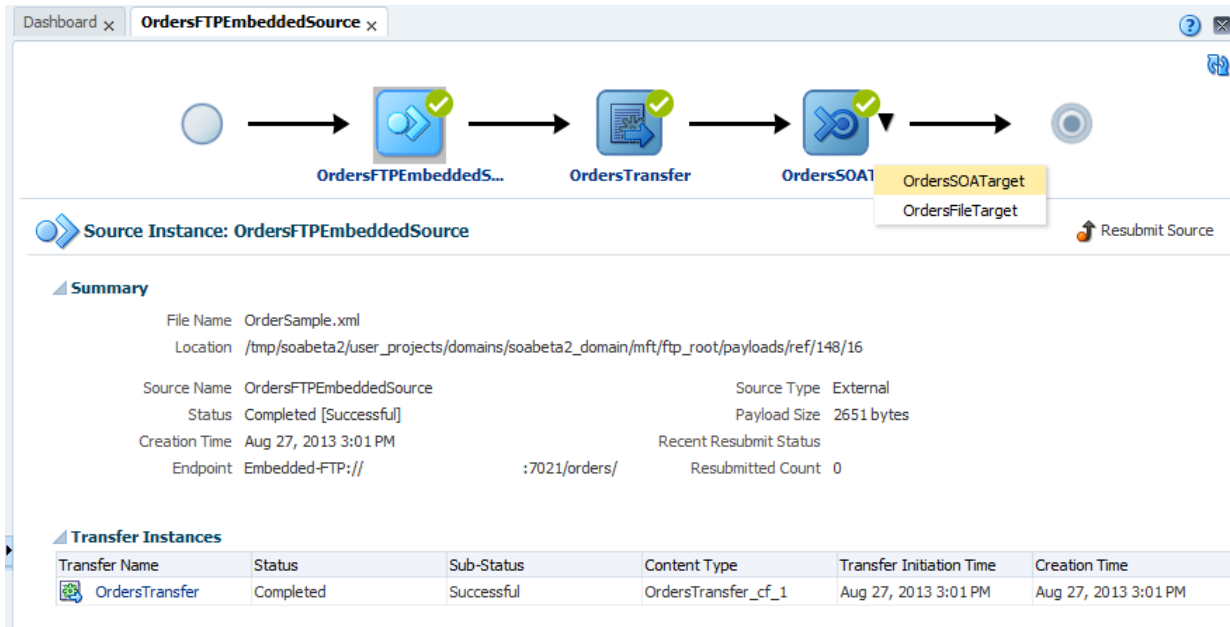 Dashboard x OrdersFTPEmbeddedSource x
OrdersFTPEmbeddedS... OrdersTransfer OrdersSOAT
OrdersSOATarget
OrdersFileTarget
Source Instance: OrdersFTPEmbeddedSource Resubmit Source
Summary
File Name OrderSample.xml
Location /tmp/soabeta2/user_projects/domains/soabeta2_domain/mft/ftp_root/payloads/ref/148/16
Source Name OrdersFTPEmbeddedSource Source Type External
Status Completed [Successful] Payload Size 2651 bytes
Creation Time Aug 27, 2013 3:01 PM Recent Resubmit Status
Endpoint Embedded-FTP:// :7021/orders/ Resubmitted Count 0
Transfer Instances
Transfer Name Status Sub-Status Content Type Transfer Initiation Time Creation Time
OrdersTransfer Completed Successful OrdersTransfer_cf_1 Aug 27, 2013 3:01 PM Aug 27, 2013 3:01 PM